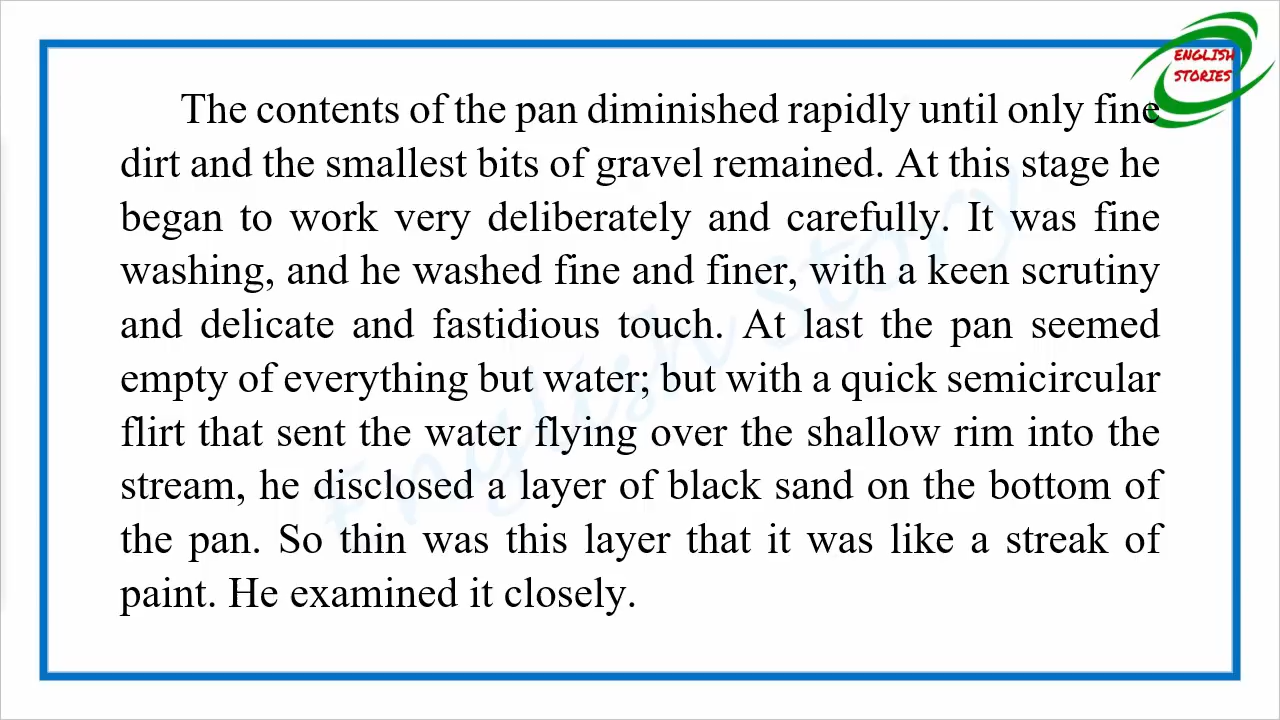 ENGLISH
STORIES
The contents of the pan diminished rapidly until only fine
dirt and the smallest bits of gravel remained. At this stage he
began to work very deliberately and carefully. It was fine
washing, and he washed fine and finer, with a keen scrutiny
and delicate and fastidious touch. At last the pan seemed
empty of everything but water; but with a quick semicircular
flirt that sent the water flying over the shallow rim into the
stream, he disclosed a layer of black sand on the bottom of
the pan. So thin was this layer that it was like a streak of
paint. He examined it closely.
English Story